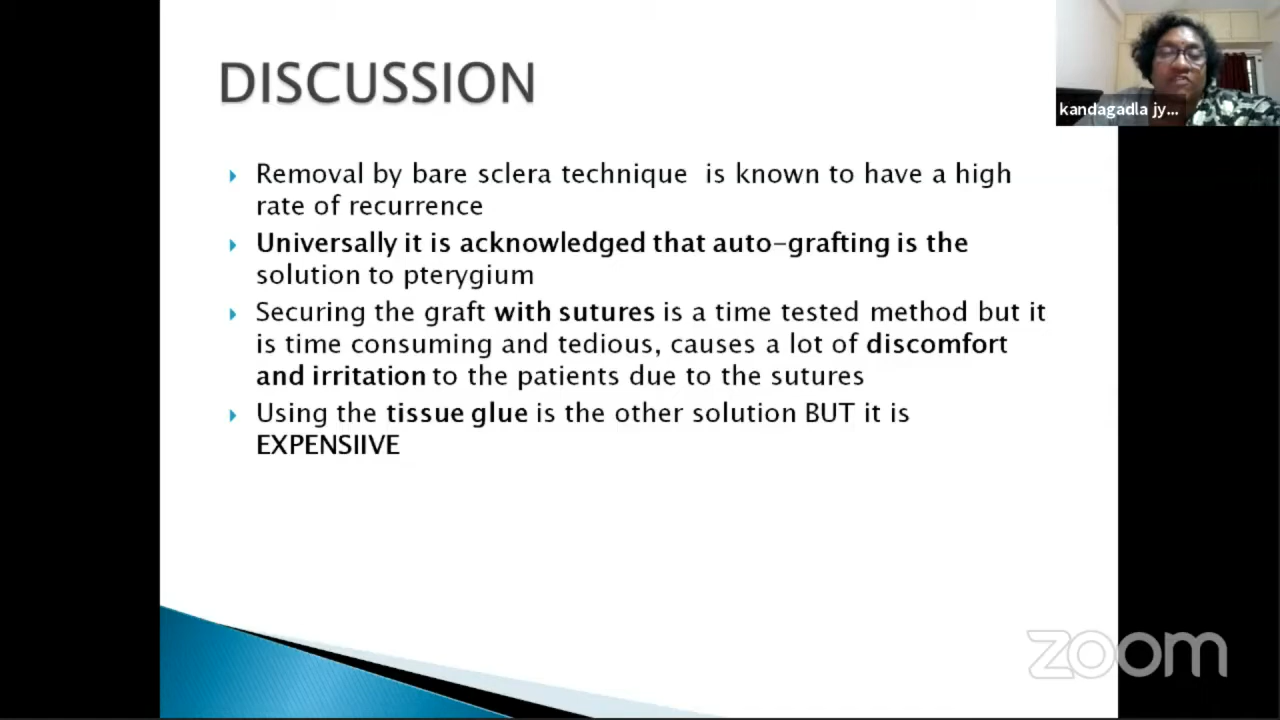 DISCUSSION
kandagadla jy...
Removal by bare sclera technique is known to have a high
rate of recurrence
Universally it is acknowledged that auto-grafting is the
solution to pterygium
Securing the graft with sutures is a time tested method but it
is time consuming and tedious, causes a lot of discomfort
and irritation to the patients due to the sutures
Using the tissue glue is the other solution BUT it is
EXPENSIIVE
zoom